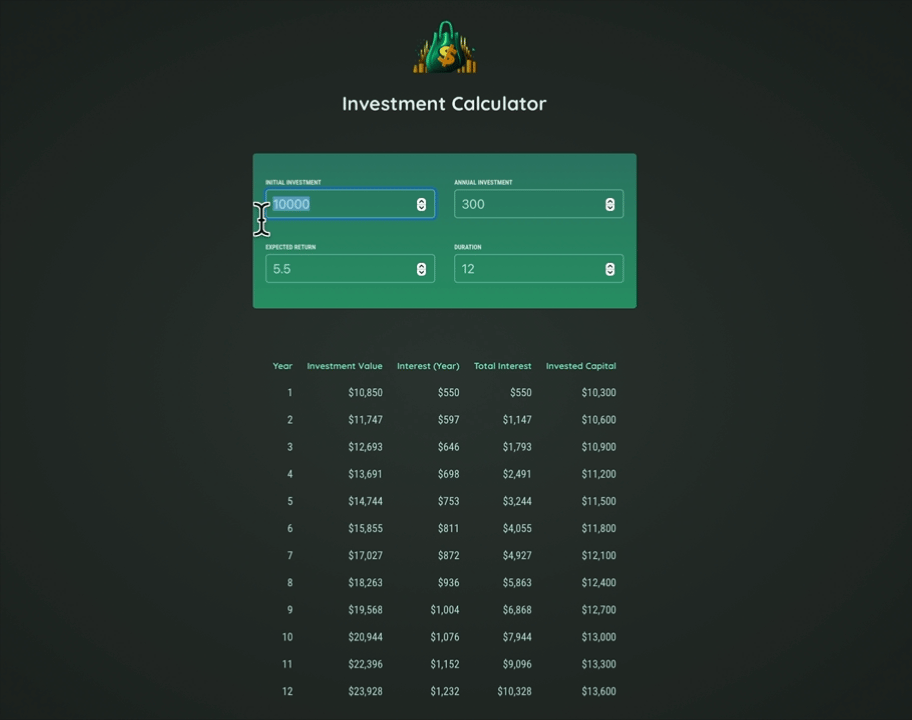 $
Investment Calculator
INITIAL INVESTMENT ANNUAL INVESTMENT
10000 300
EXPECTED RETURN DURATION
5.5 12
Year Investment Value Interest (Year) Total Interest Invested Capital
1 $10,850 $550 $550 $10,300
2 $11,747 $597 $1,147 $10,600
3 $12,693 $646 $1,793 $10,900
4 $13,691 $698 $2,491 $11,200
5 $14,744 $753 $3,244 $11,500
6 $15,855 $811 $4,055 $11,800
7 $17,027 $872 $4,927 $12,100
8 $18,263 $936 $5,863 $12,400
9 $19,568 $1,004 $6,868 $12,700
10 $20,944 $1,076 $7,944 $13,000
11 $22,396 $1,152 $9,096 $13,300
12 $23,928 $1,232 $10,328 $13,600